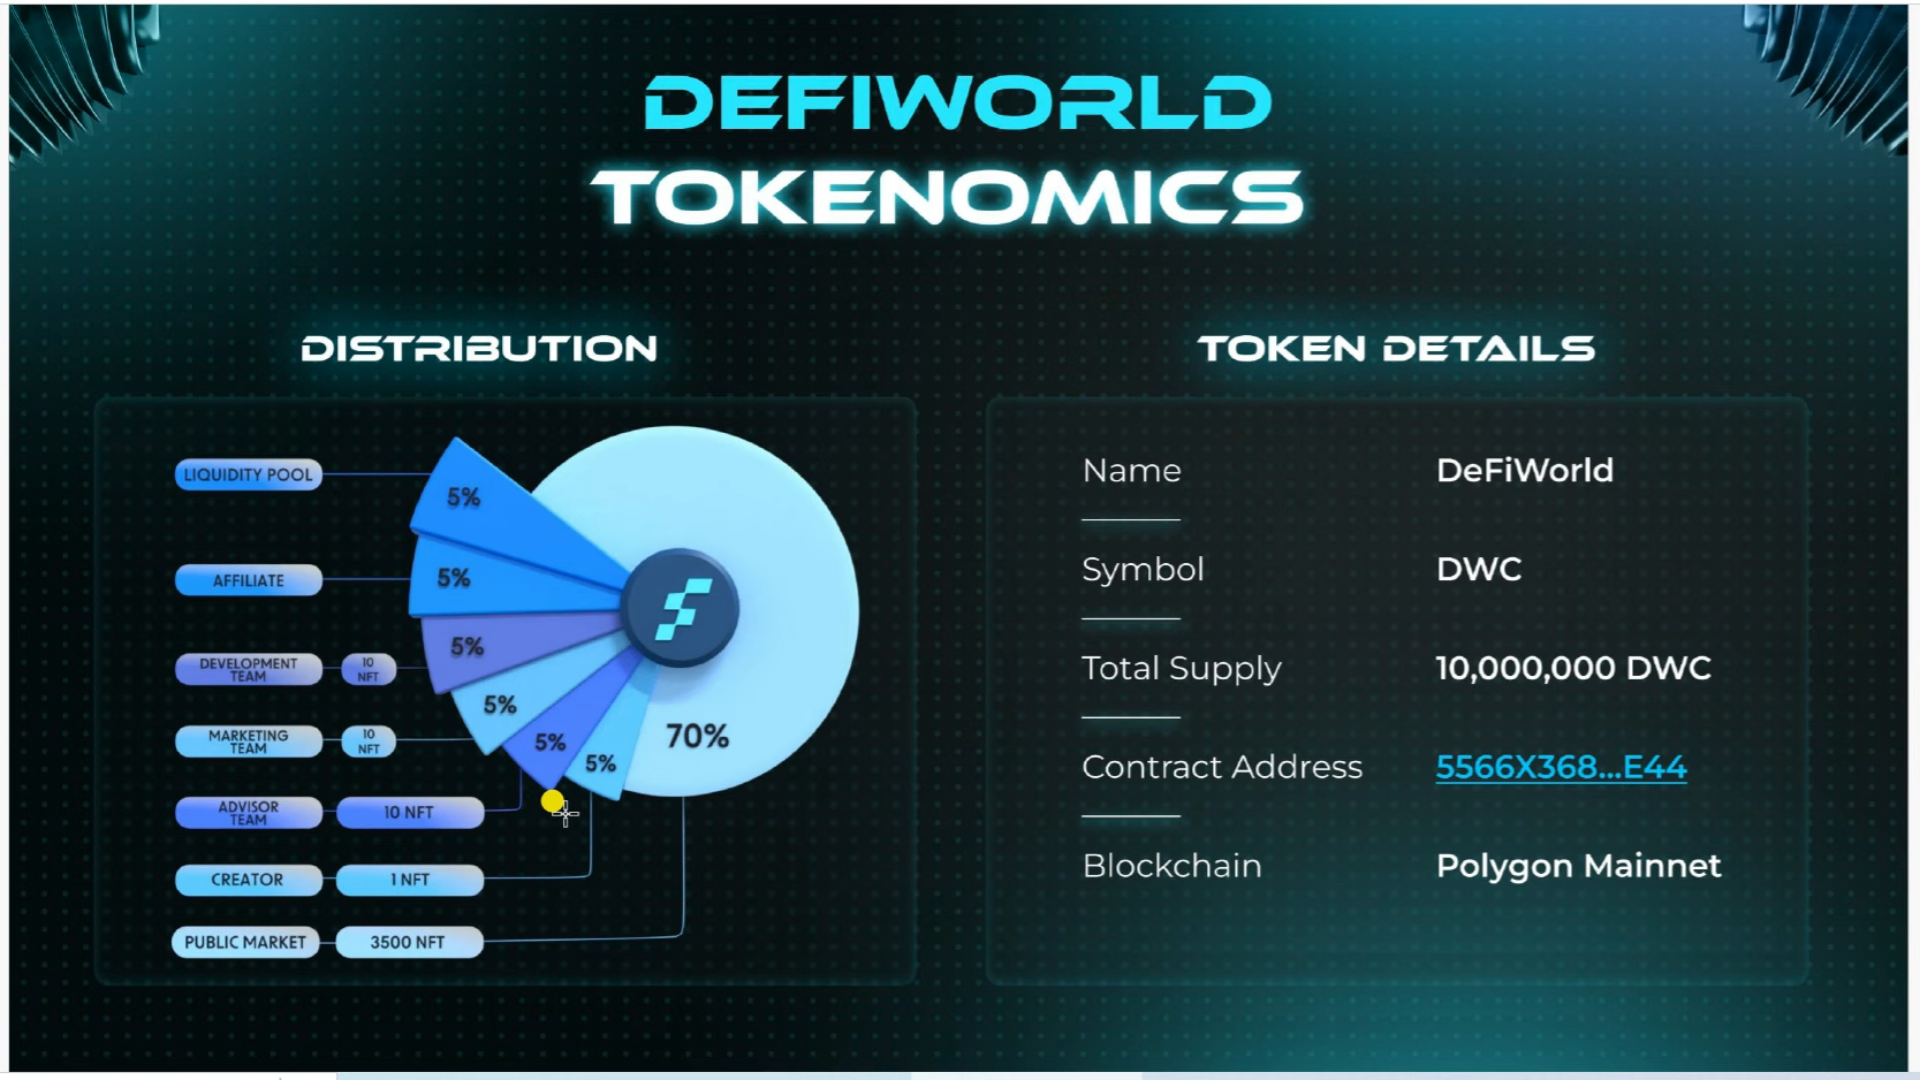 DEFIWORLD
TOKENOMICS
DISTRIBUTION
LIQUIDITY POOL
5%
AFFILIATE
5%
DEVELOPMENT
TEAM
10
NFT
5%
MARKETING
TEAM
10
NFT
5%
ADVISOR
TEAM
10 NFT
5%
CREATOR
1 NFT
5%
PUBLIC MARKET
3500 NFT
70%
TOKEN DETAILS
Name DeFiWorld
Symbol DWC
Total Supply 10,000,000 DWC
Contract Address 5566X368...E44
Blockchain Polygon Mainnet